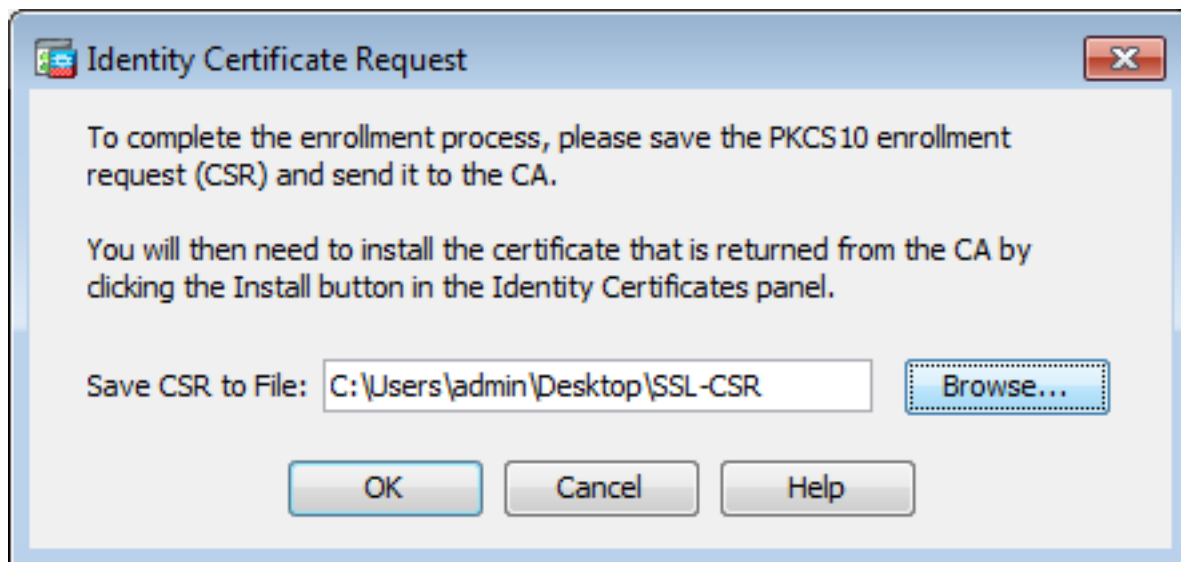 Identity Certificate Request
To complete the enrollment process, please save the PKCS10 enrollment
request (CSR) and send it to the CA.
You will then need to install the certificate that is returned from the CA by
clicking the Install button in the Identity Certificates panel.
Save CSR to File: C:\Users\admin\Desktop\SSL-CSR Browse...
OK Cancel Help